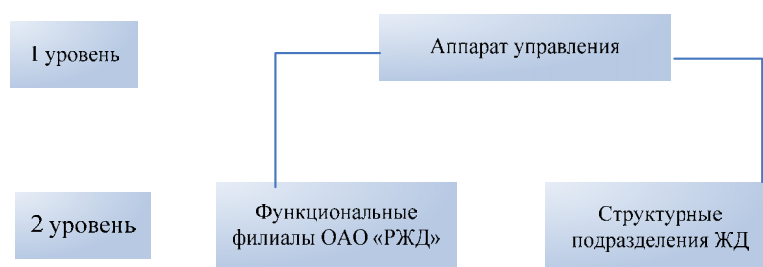 1 уровень
Аппарат управления
2 уровень
Функциональные
филиалы ОАО «РЖД»
Структурные
подразделения ЖД